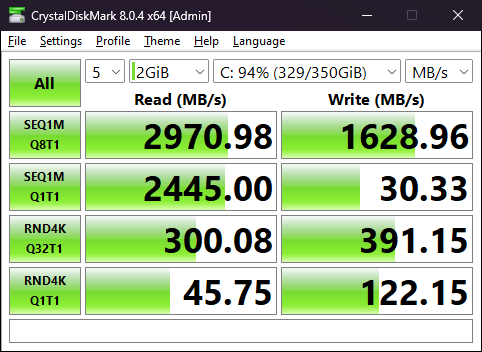 CrystalDiskMark 8.0.4 x64 [Admin]
File Settings Profile Theme Help Language
All 5 2GiB C: 94% (329/350GiB) MB/s
Read (MB/s) Write (MB/s)
SEQ1M
Q8T1 2970.98 1628.96
SEQ1M
Q1T1 2445.00 30.33
RND4K
Q32T1 300.08 391.15
RND4K
Q1T1 45.75 122.15